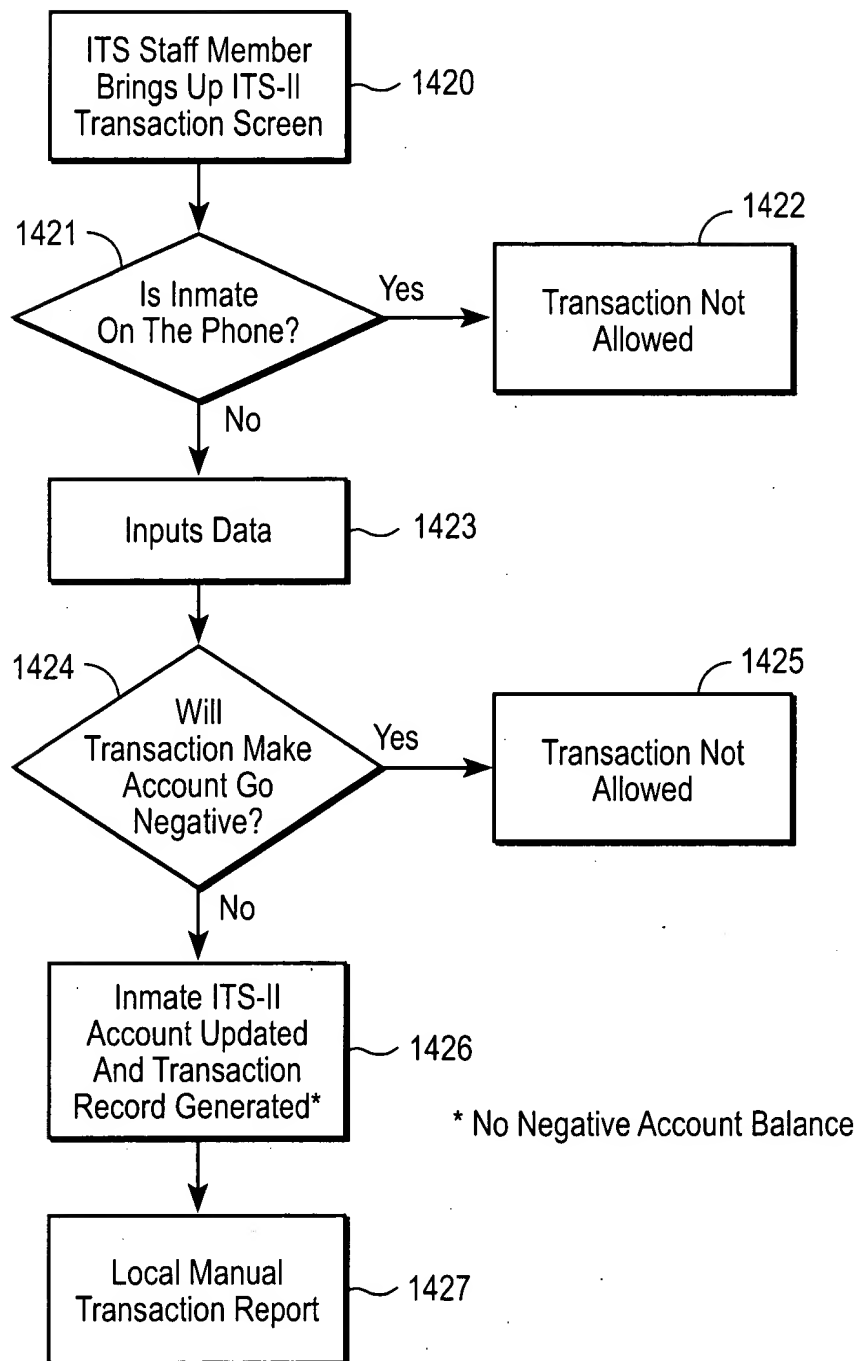 ITS Staff Member
Brings Up ITS-II
Transaction Screen
1420
1421
Is Inmate
On The Phone?
Yes
1422
Transaction Not
Allowed
No
Inputs Data
1423
1424
Will
Transaction Make
Account Go
Negative?
Yes
1425
Transaction Not
Allowed
No
Inmate ITS-II
Account Updated
And Transaction
Record Generated*
1426
* No Negative Account Balance
Local Manual
Transaction Report
1427